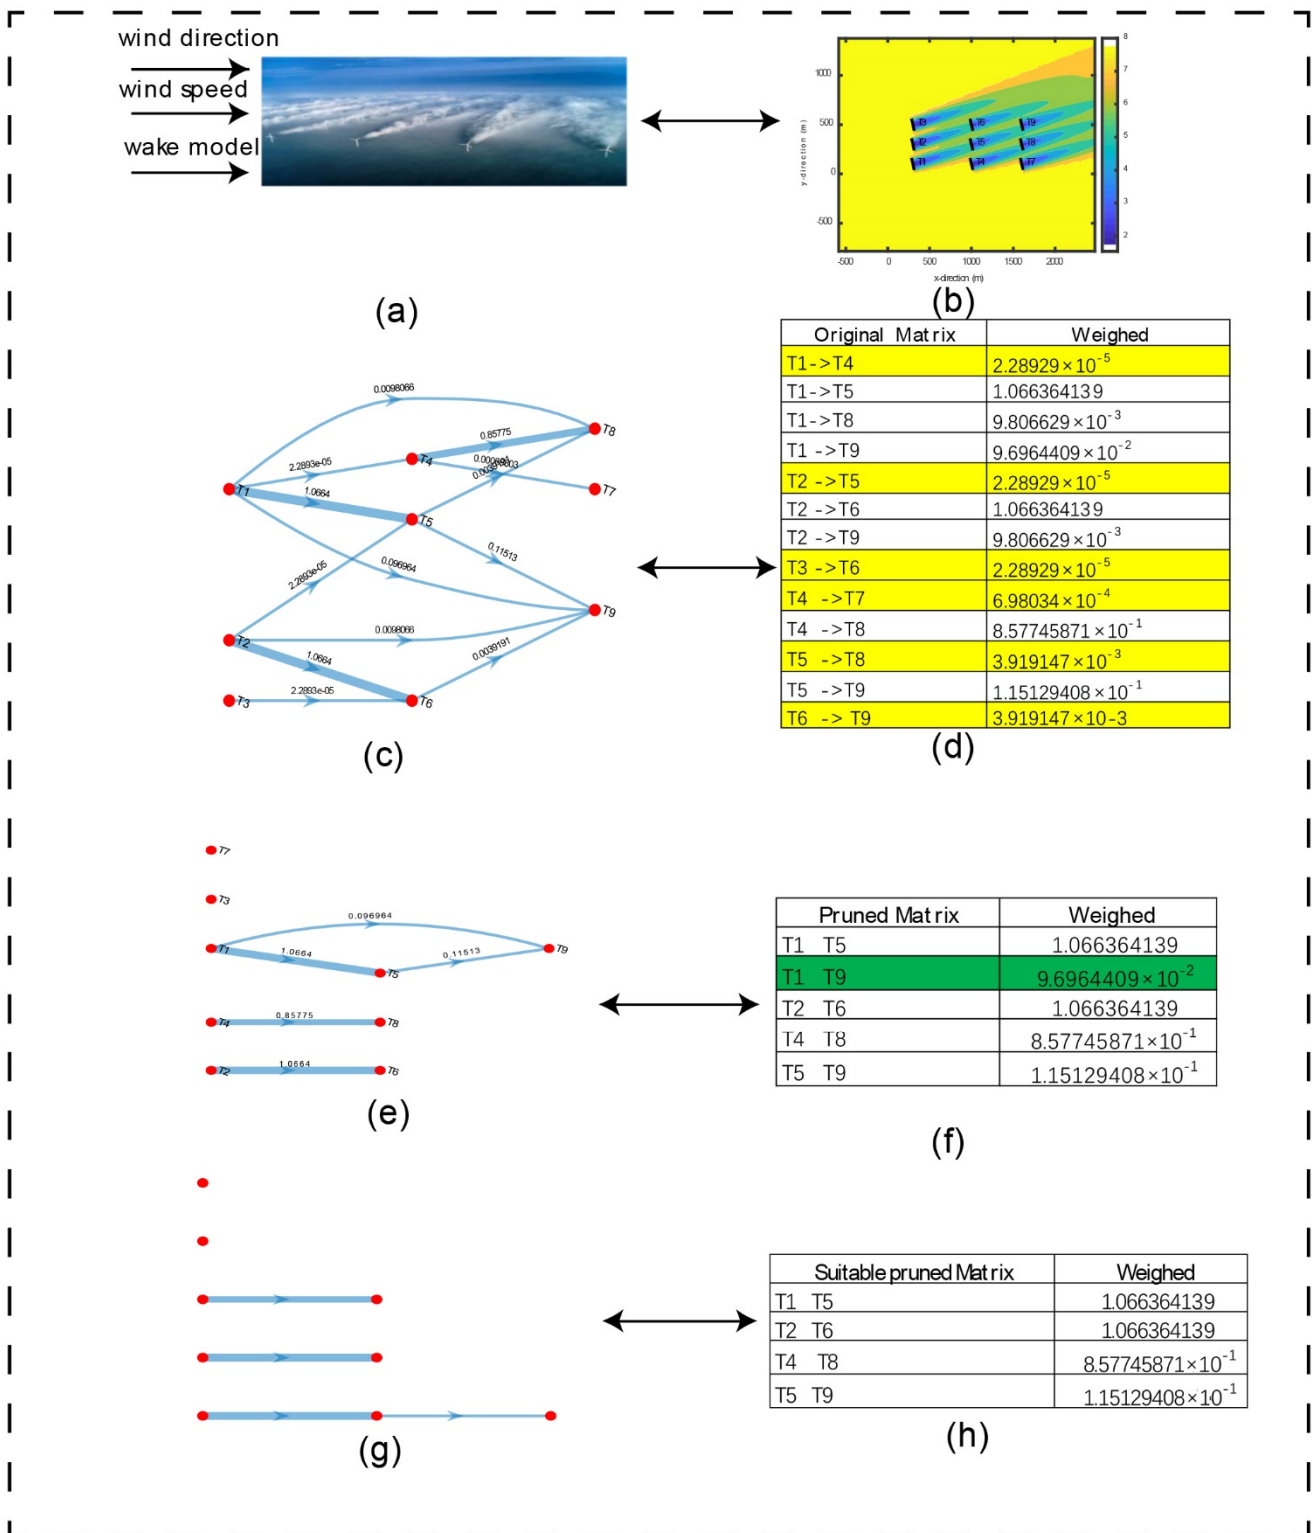 wind direction
wind speed
wake model
(a)
y-direction (m)
1000
500
0
-500
-500 0 500 1000 1500 2000
x-direction (m)
T3 T6 T9
T2 T5 T8
T1 T4 T7
8
7
6
5
4
3
2
(b)
0.0098066
T8
0.85775
T4
2.2893e-05
T7
T1
1.0664
T5
0.11513
0.096964
2.2893e-05
T9
T2
0.0098066
1.0664
0.0039191
2.2893e-05
T3
T6
(c)
Original Matrix Weighed
T1->T4 2.28929×10⁻⁵
T1->T5 1.066364139
T1->T8 9.806629×10⁻³
T1 ->T9 9.6964409×10⁻²
T2 ->T5 2.28929×10⁻⁵
T2 ->T6 1.066364139
T2 ->T9 9.806629×10⁻³
T3 ->T6 2.28929×10⁻⁵
T4 ->T7 6.98034×10⁻⁴
T4 ->T8 8.57745871×10⁻¹
T5 ->T8 3.919147×10⁻³
T5 ->T9 1.15129408×10⁻¹
T6 -> T9 3.919147×10-3
(d)
T7
T3
0.096964
T1
1.0664
T5
0.11513
T9
T4
0.85775
T8
T2
1.0664
T6
(e)
Pruned Matrix Weighed
T1 T5 1.066364139
T1 T9 9.6964409×10⁻²
T2 T6 1.066364139
T4 T8 8.57745871×10⁻¹
T5 T9 1.15129408×10⁻¹
(f)
(g)
Suitable pruned Matrix Weighed
T1 T5 1.066364139
T2 T6 1.066364139
T4 T8 8.57745871×10⁻¹
T5 T9 1.15129408×10⁻¹
(h)